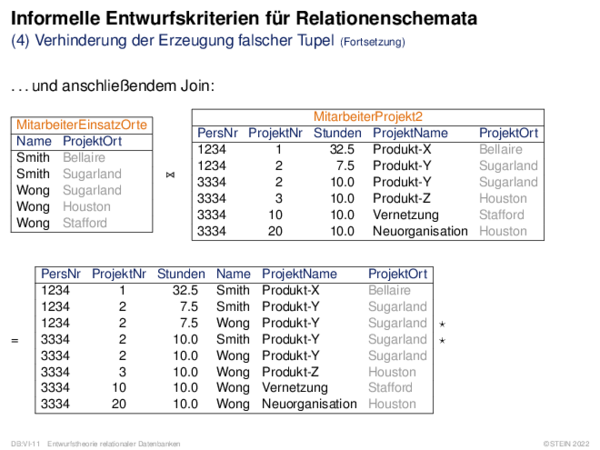 Informelle Entwurfskriterien für Relationenschemata
(4) Verhinderung der Erzeugung falscher Tupel (Fortsetzung)
. . . und anschließendem Join:
MitarbeiterEinsatzOrte
Name ProjektOrt
Smith Bellaire
Smith Sugarland
Wong Sugarland
Wong Houston
Wong Stafford
⋈
MitarbeiterProjekt2
PersNr ProjektNr Stunden ProjektName ProjektOrt
1234 1 32.5 Produkt-X Bellaire
1234 2 7.5 Produkt-Y Sugarland
3334 2 10.0 Produkt-Y Sugarland
3334 3 10.0 Produkt-Z Houston
3334 10 10.0 Vernetzung Stafford
3334 20 10.0 Neuorganisation Houston
=
PersNr ProjektNr Stunden Name ProjektName ProjektOrt
1234 1 32.5 Smith Produkt-X Bellaire
1234 2 7.5 Smith Produkt-Y Sugarland
1234 2 7.5 Wong Produkt-Y Sugarland ⋆
3334 2 10.0 Smith Produkt-Y Sugarland ⋆
3334 2 10.0 Wong Produkt-Y Sugarland
3334 3 10.0 Wong Produkt-Z Houston
3334 10 10.0 Wong Vernetzung Stafford
3334 20 10.0 Wong Neuorganisation Houston
DB:VI-11 Entwurfstheorie relationaler Datenbanken
©STEIN 2022